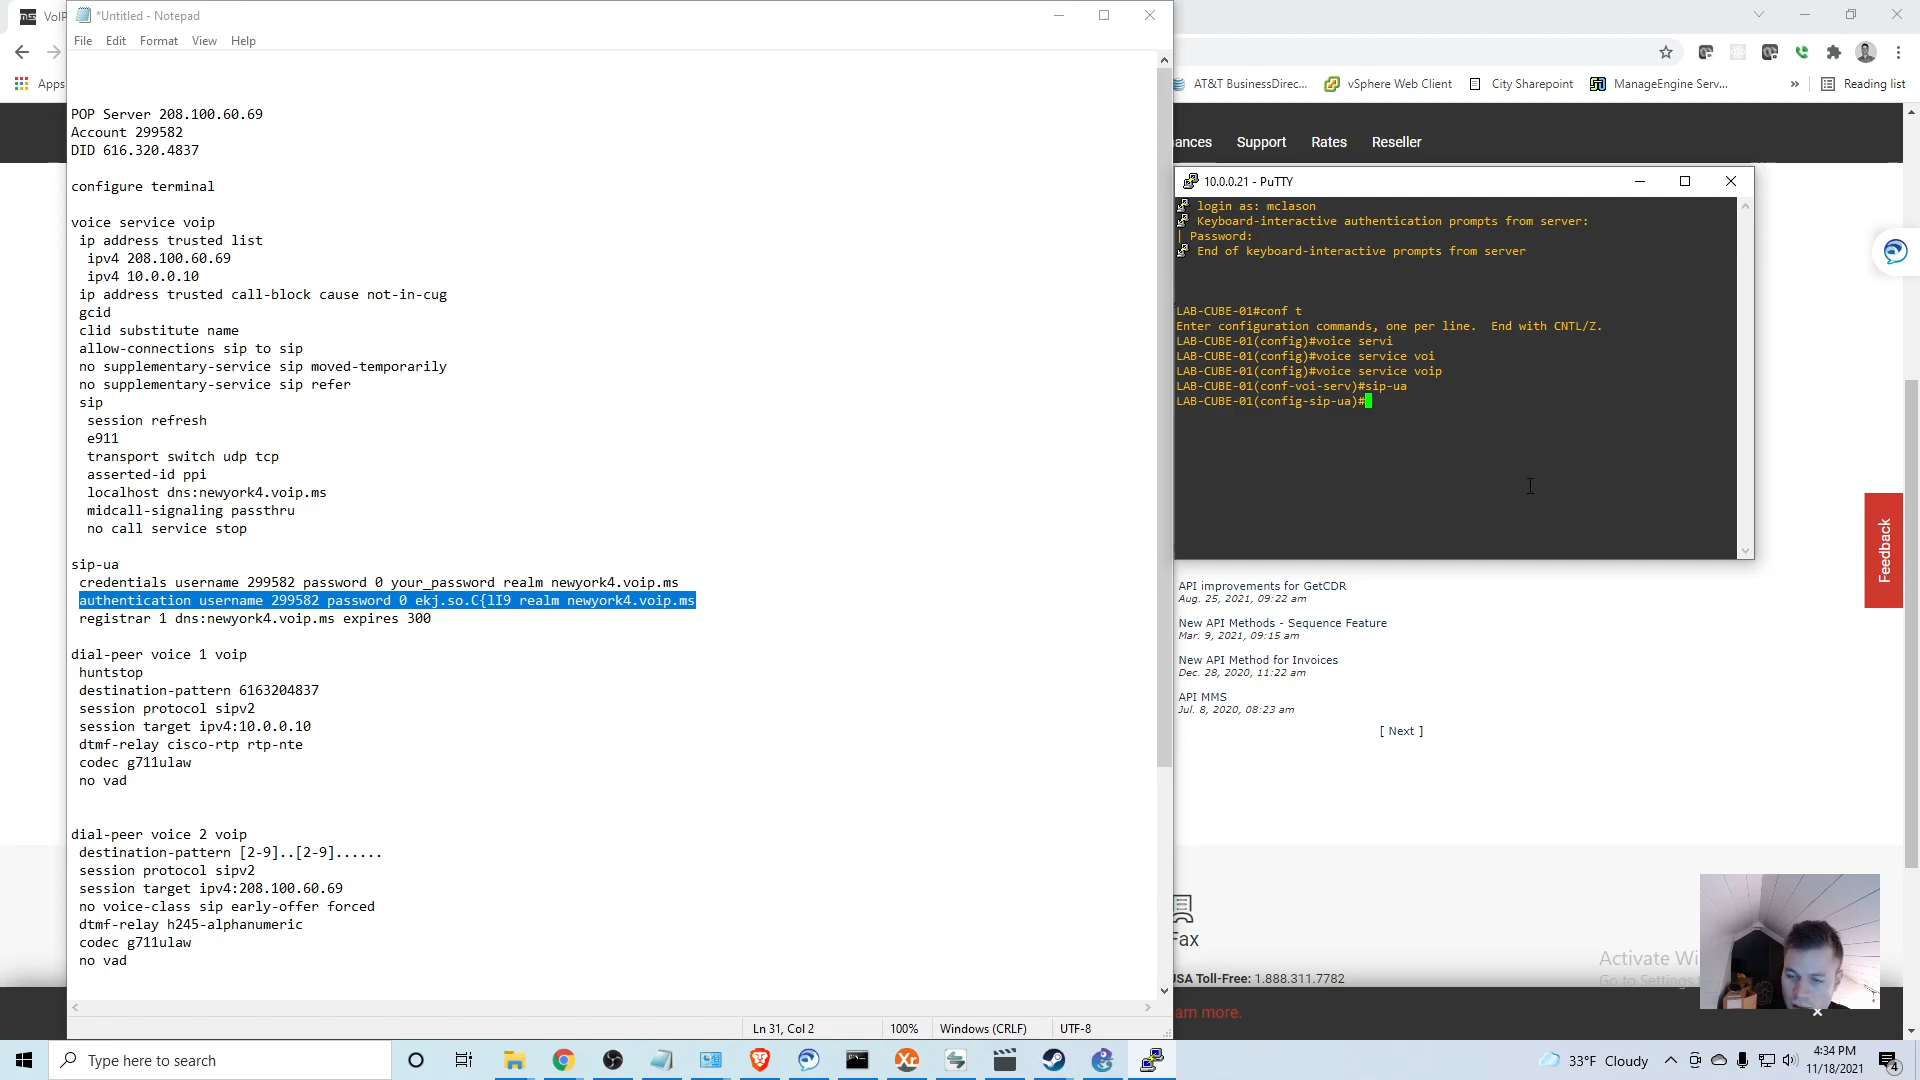 VoIP
*Untitled - Notepad
File Edit Format View Help
Apps
AT&T BusinessDirec...
vSphere Web Client
City Sharepoint
ManageEngine Serv...
»
Reading list
POP Server 208.100.60.69
Account 299582
DID 616.320.4837
configure terminal
voice service voip
ip address trusted list
ipv4 208.100.60.69
ipv4 10.0.0.10
ip address trusted call-block cause not-in-cug
gcid
clid substitute name
allow-connections sip to sip
no supplementary-service sip moved-temporarily
no supplementary-service sip refer
sip
session refresh
e911
transport switch udp tcp
asserted-id ppi
localhost dns:newyork4.voip.ms
midcall-signaling passthru
no call service stop
sip-ua
credentials username 299582 password 0 your_password realm newyork4.voip.ms
authentication username 299582 password 0 ekj.so.C{lI9 realm newyork4.voip.ms
registrar 1 dns:newyork4.voip.ms expires 300
dial-peer voice 1 voip
huntstop
destination-pattern 6163204837
session protocol sipv2
session target ipv4:10.0.0.10
dtmf-relay cisco-rtp rtp-nte
codec g711ulaw
no vad
dial-peer voice 2 voip
destination-pattern [2-9]..[2-9]......
session protocol sipv2
session target ipv4:208.100.60.69
no voice-class sip early-offer forced
dtmf-relay h245-alphanumeric
codec g711ulaw
no vad
Ln 31, Col 2
100%
Windows (CRLF)
UTF-8
ances Support Rates Reseller
10.0.0.21 - PuTTY
login as: mclason
Keyboard-interactive authentication prompts from server:
| Password:
End of keyboard-interactive prompts from server
LAB-CUBE-01#conf t
Enter configuration commands, one per line.  End with CNTL/Z.
LAB-CUBE-01(config)#voice servi
LAB-CUBE-01(config)#voice service voi
LAB-CUBE-01(config)#voice service voip
LAB-CUBE-01(conf-voi-serv)#sip-ua
LAB-CUBE-01(config-sip-ua)#
Feedback
API improvements for GetCDR
Aug. 25, 2021, 09:22 am
New API Methods - Sequence Feature
Mar. 9, 2021, 09:15 am
New API Method for Invoices
Dec. 28, 2020, 11:22 am
API MMS
Jul. 8, 2020, 08:23 am
[ Next ]
Fax
USA Toll-Free: 1.888.311.7782
arn more.
Activate Wi
Go to Settings
Type here to search
Xr
33°F Cloudy
4:34 PM
11/18/2021
4